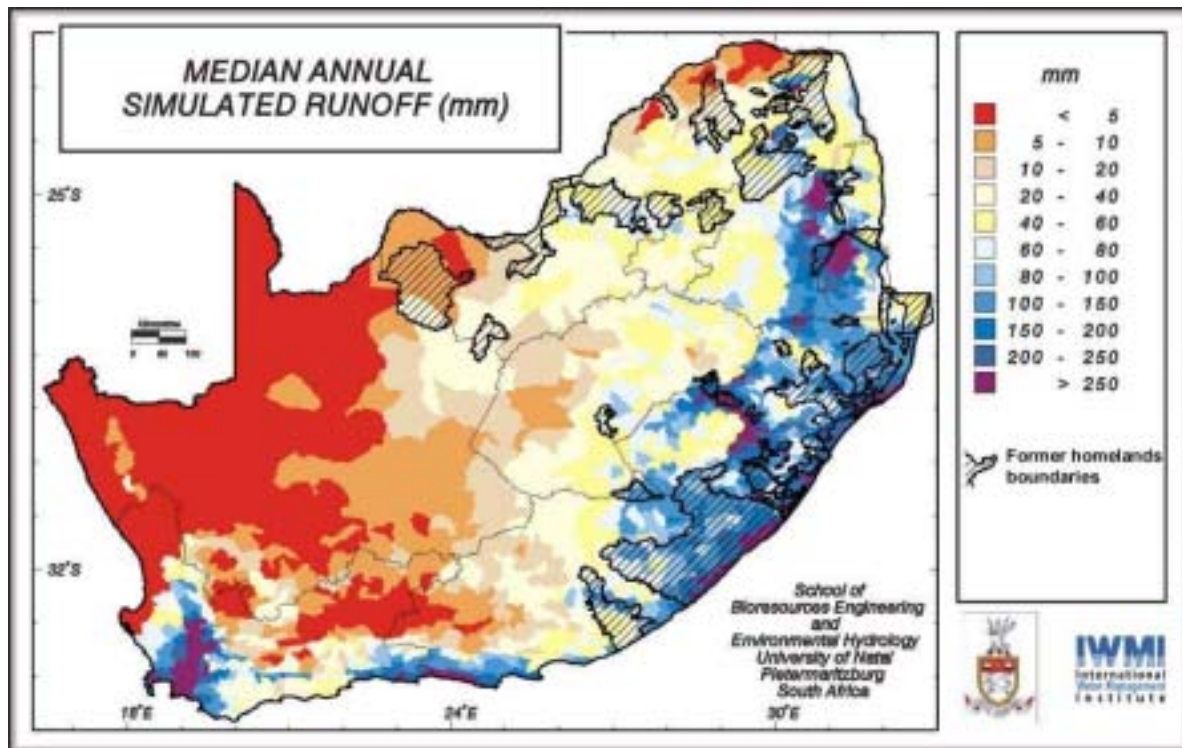 MEDIAN ANNUAL
SIMULATED RUNOFF (mm)
mm
< 5
5 - 10
10 - 20
20 - 40
40 - 60
60 - 80
80 - 100
100 - 150
150 - 200
200 - 250
> 250
Former homelands
boundaries
25°S
32°S
18°E
24°E
30°E
School of
Bioresources Engineering
and
Environmental Hydrology
University of Natal
Pietermaritzburg
South Africa
IWMI
International
Water Management
Institute